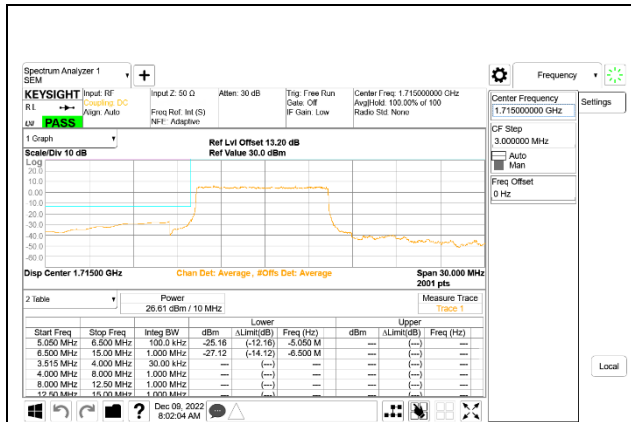 Spectrum Analyzer 1
SEM
Frequency
KEYSIGHT Input: RF Input Z: 50 Ω Atten: 30 dB Trig: Free Run Center Freq: 1.715000000 GHz
RL Coupling: DC Gate: Off Avg|Hold: 100.00% of 100
Align: Auto Freq Ref: Int (S) IF Gain: Low Radio Std: None
PASS NFE: Adaptive
Center Frequency
1.715000000 GHz
Settings
CF Step
3.000000 MHz
Auto
Man
Freq Offset
0 Hz
1 Graph
Ref Lvl Offset 13.20 dB
Scale/Div 10 dB Ref Value 30.0 dBm
Log
20.0
10.0
0.00
-10.0
-20.0
-30.0
-40.0
-50.0
-60.0
Disp Center 1.71500 GHz Chan Det: Average , #Offs Det: Average Span 30.000 MHz
2001 pts
2 Table Power Measure Trace
26.61 dBm / 10 MHz Trace 1
Lower Upper
Start Freq Stop Freq Integ BW dBm ΔLimit(dB) Freq (Hz) dBm ΔLimit(dB) Freq (Hz)
5.050 MHz 6.500 MHz 100.0 kHz -25.16 (-12.16) -5.050 M --- (---) ---
6.500 MHz 15.00 MHz 1.000 MHz -27.12 (-14.12) -6.500 M --- (---) ---
3.515 MHz 4.000 MHz 30.00 kHz --- (---) --- --- (---) ---
4.000 MHz 8.000 MHz 1.000 MHz --- (---) --- --- (---) ---
8.000 MHz 12.50 MHz 1.000 MHz --- (---) --- --- (---) ---
12.50 MHz 15.00 MHz 1.000 MHz --- (---) --- --- (---) ---
Local
? Dec 09, 2022
8:02:04 AM